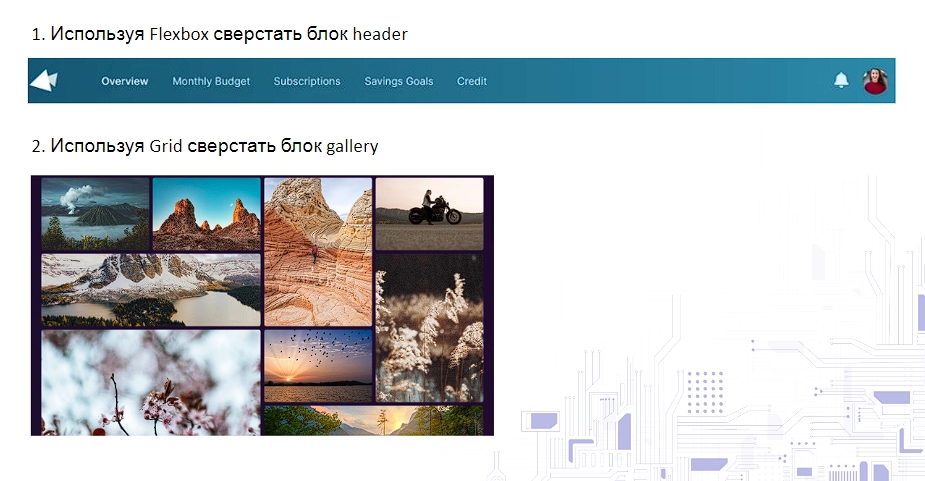 1. Используя Flexbox сверстать блок header
Overview Monthly Budget Subscriptions Savings Goals Credit
2. Используя Grid сверстать блок gallery